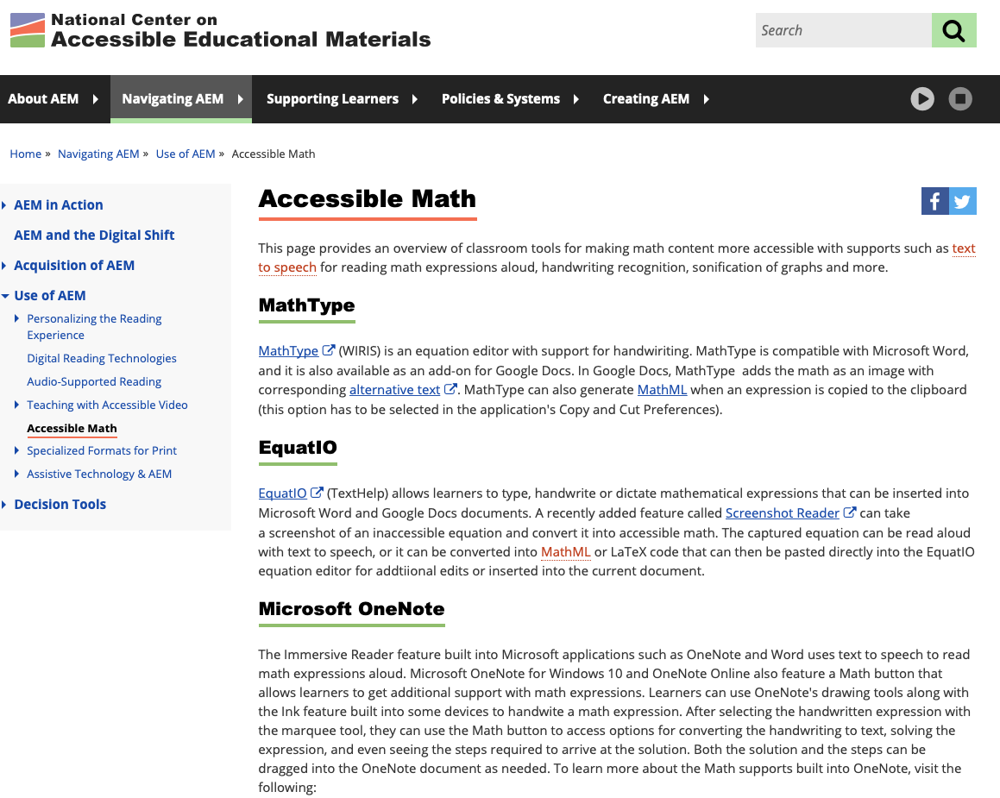 National Center on
Accessible Educational Materials
Search
About AEM
Navigating AEM
Supporting Learners
Policies & Systems
Creating AEM
Home » Navigating AEM » Use of AEM » Accessible Math
AEM in Action
AEM and the Digital Shift
Acquisition of AEM
Use of AEM
Personalizing the Reading
Experience
Digital Reading Technologies
Audio-Supported Reading
Teaching with Accessible Video
Accessible Math
Specialized Formats for Print
Assistive Technology & AEM
Decision Tools
Accessible Math
This page provides an overview of classroom tools for making math content more accessible with supports such as text
to speech for reading math expressions aloud, handwriting recognition, sonification of graphs and more.
MathType
MathType (WIRIS) is an equation editor with support for handwiriting. MathType is compatible with Microsoft Word,
and it is also available as an add-on for Google Docs. In Google Docs, MathType  adds the math as an image with
corresponding alternative text . MathType can also generate MathML when an expression is copied to the clipboard
(this option has to be selected in the application's Copy and Cut Preferences).
EquatIO
EquatIO (TextHelp) allows learners to type, handwrite or dictate mathematical expressions that can be inserted into
Microsoft Word and Google Docs documents. A recently added feature called Screenshot Reader can take
a screenshot of an inaccessible equation and convert it into accessible math. The captured equation can be read aloud
with text to speech, or it can be converted into MathML or LaTeX code that can then be pasted directly into the EquatIO
equation editor for addtiional edits or inserted into the current document.
Microsoft OneNote
The Immersive Reader feature built into Microsoft applications such as OneNote and Word uses text to speech to read
math expressions aloud. Microsoft OneNote for Windows 10 and OneNote Online also feature a Math button that
allows learners to get additional support with math expressions. Learners can use OneNote's drawing tools along with
the Ink feature built into some devices to handwite a math expression. After selecting the handwritten expression with
the marquee tool, they can use the Math button to access options for converting the handwriting to text, solving the
expression, and even seeing the steps required to arrive at the solution. Both the solution and the steps can be
dragged into the OneNote document as needed. To learn more about the Math supports built into OneNote, visit the
following: